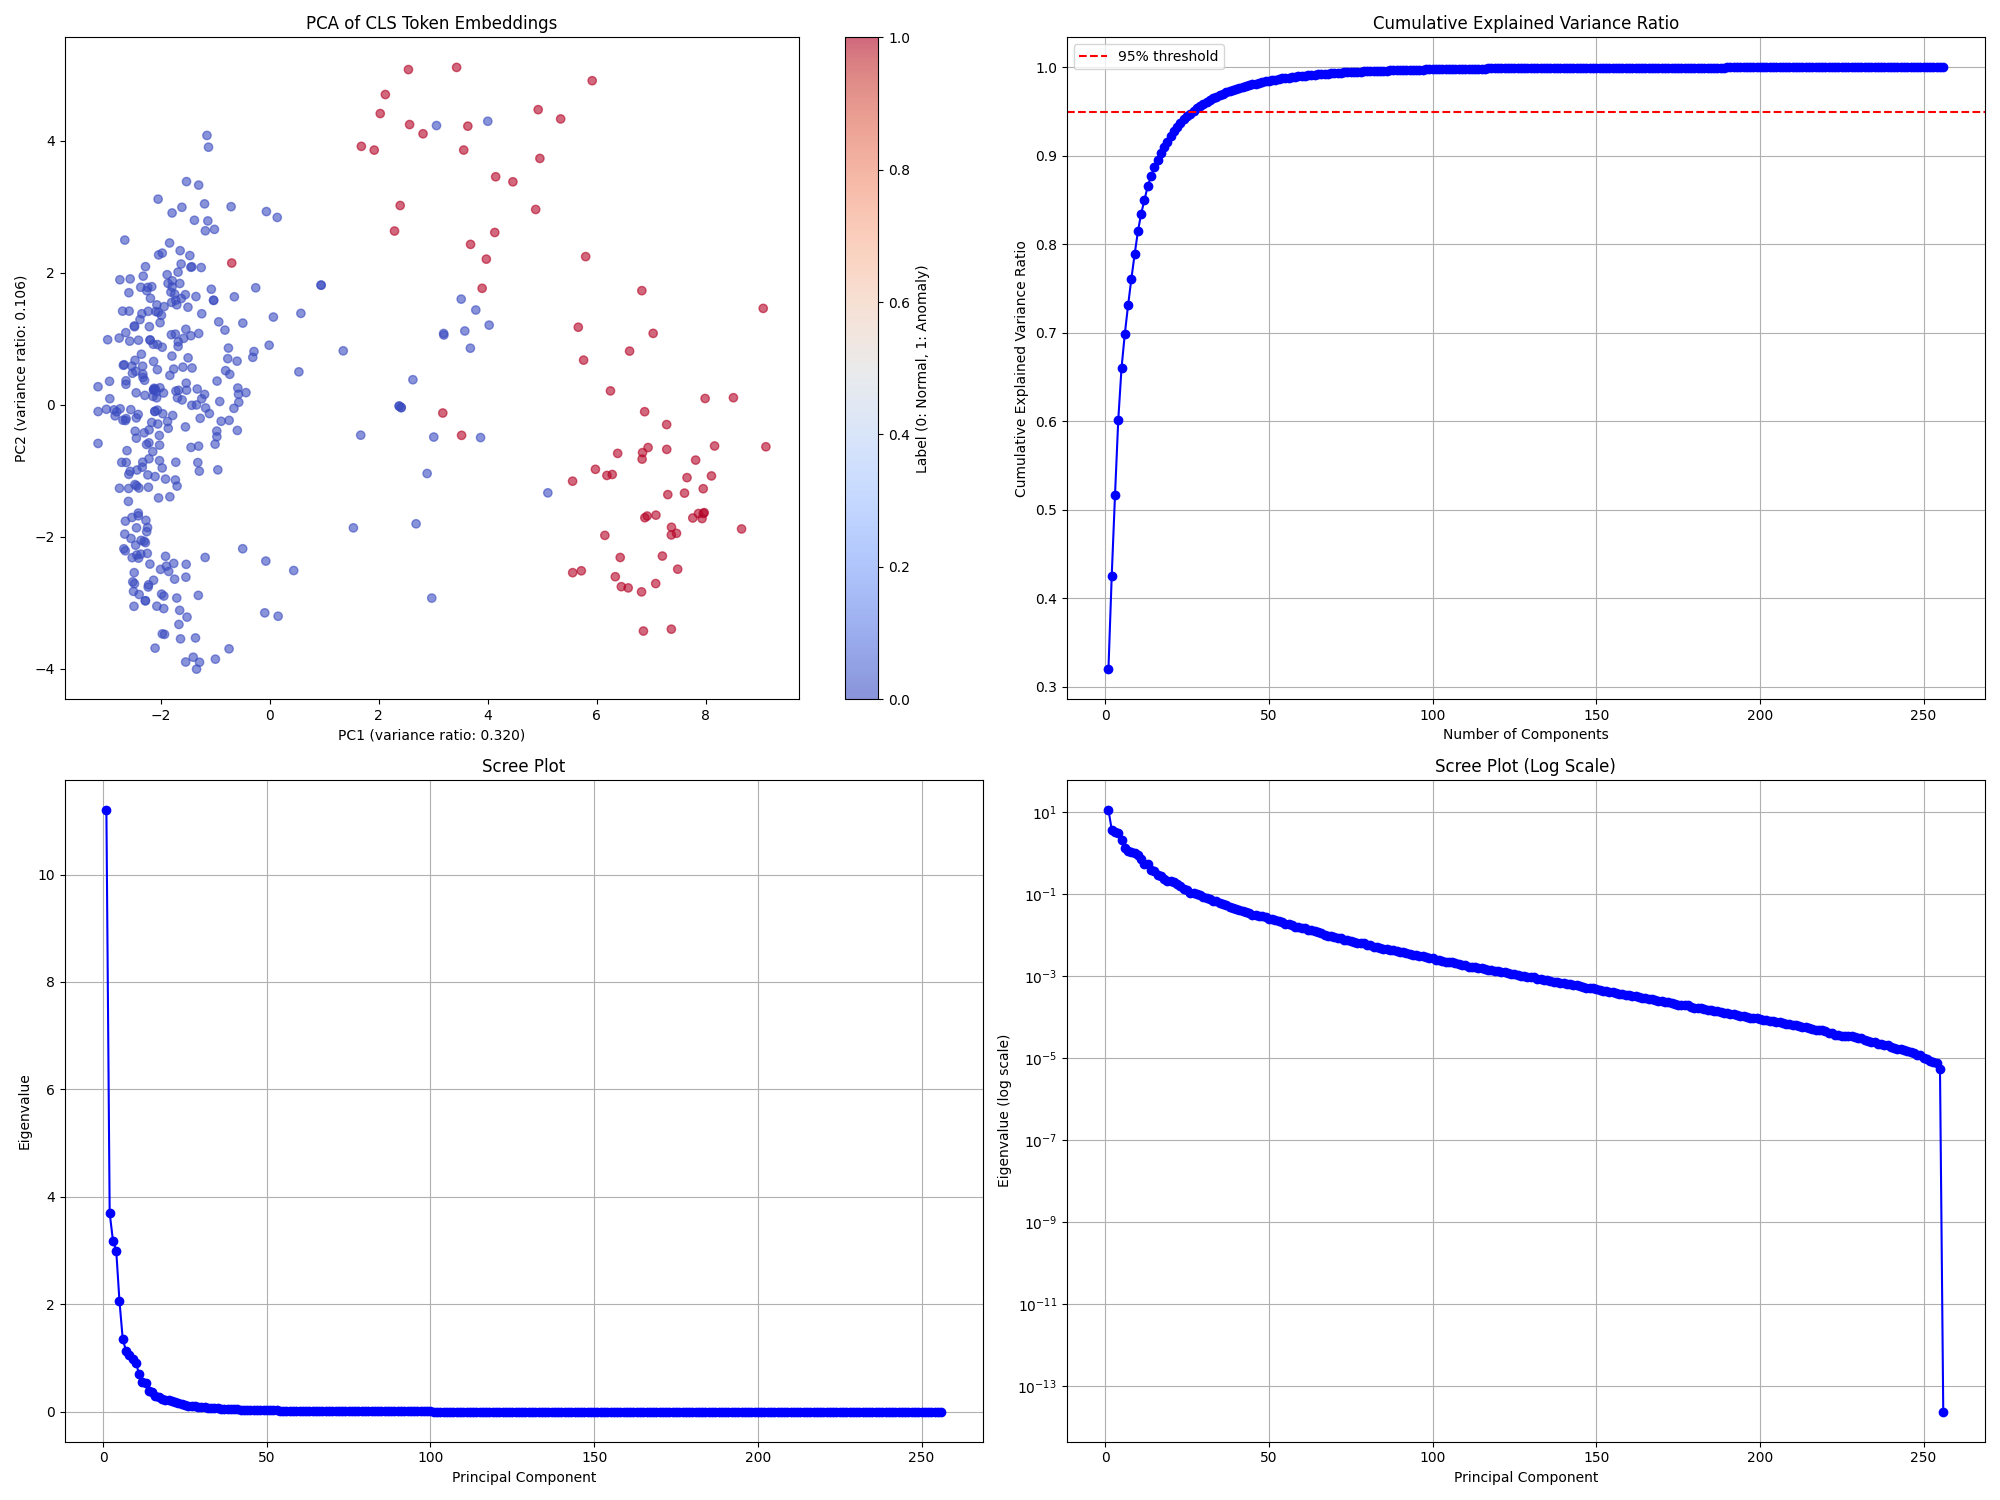 PCA of CLS Token Embeddings
4
2
0
−2
−4
PC2 (variance ratio: 0.106)
−2 0 2 4 6 8
PC1 (variance ratio: 0.320)
1.0
0.8
0.6
0.4
0.2
0.0
Label (0: Normal, 1: Anomaly)
Cumulative Explained Variance Ratio
95% threshold
1.0
0.9
0.8
0.7
0.6
0.5
0.4
0.3
Cumulative Explained Variance Ratio
0 50 100 150 200 250
Number of Components
Scree Plot
10
8
6
4
2
0
Eigenvalue
0 50 100 150 200 250
Principal Component
Scree Plot (Log Scale)
10¹
10⁻¹
10⁻³
10⁻⁵
10⁻⁷
10⁻⁹
10⁻¹¹
10⁻¹³
Eigenvalue (log scale)
0 50 100 150 200 250
Principal Component